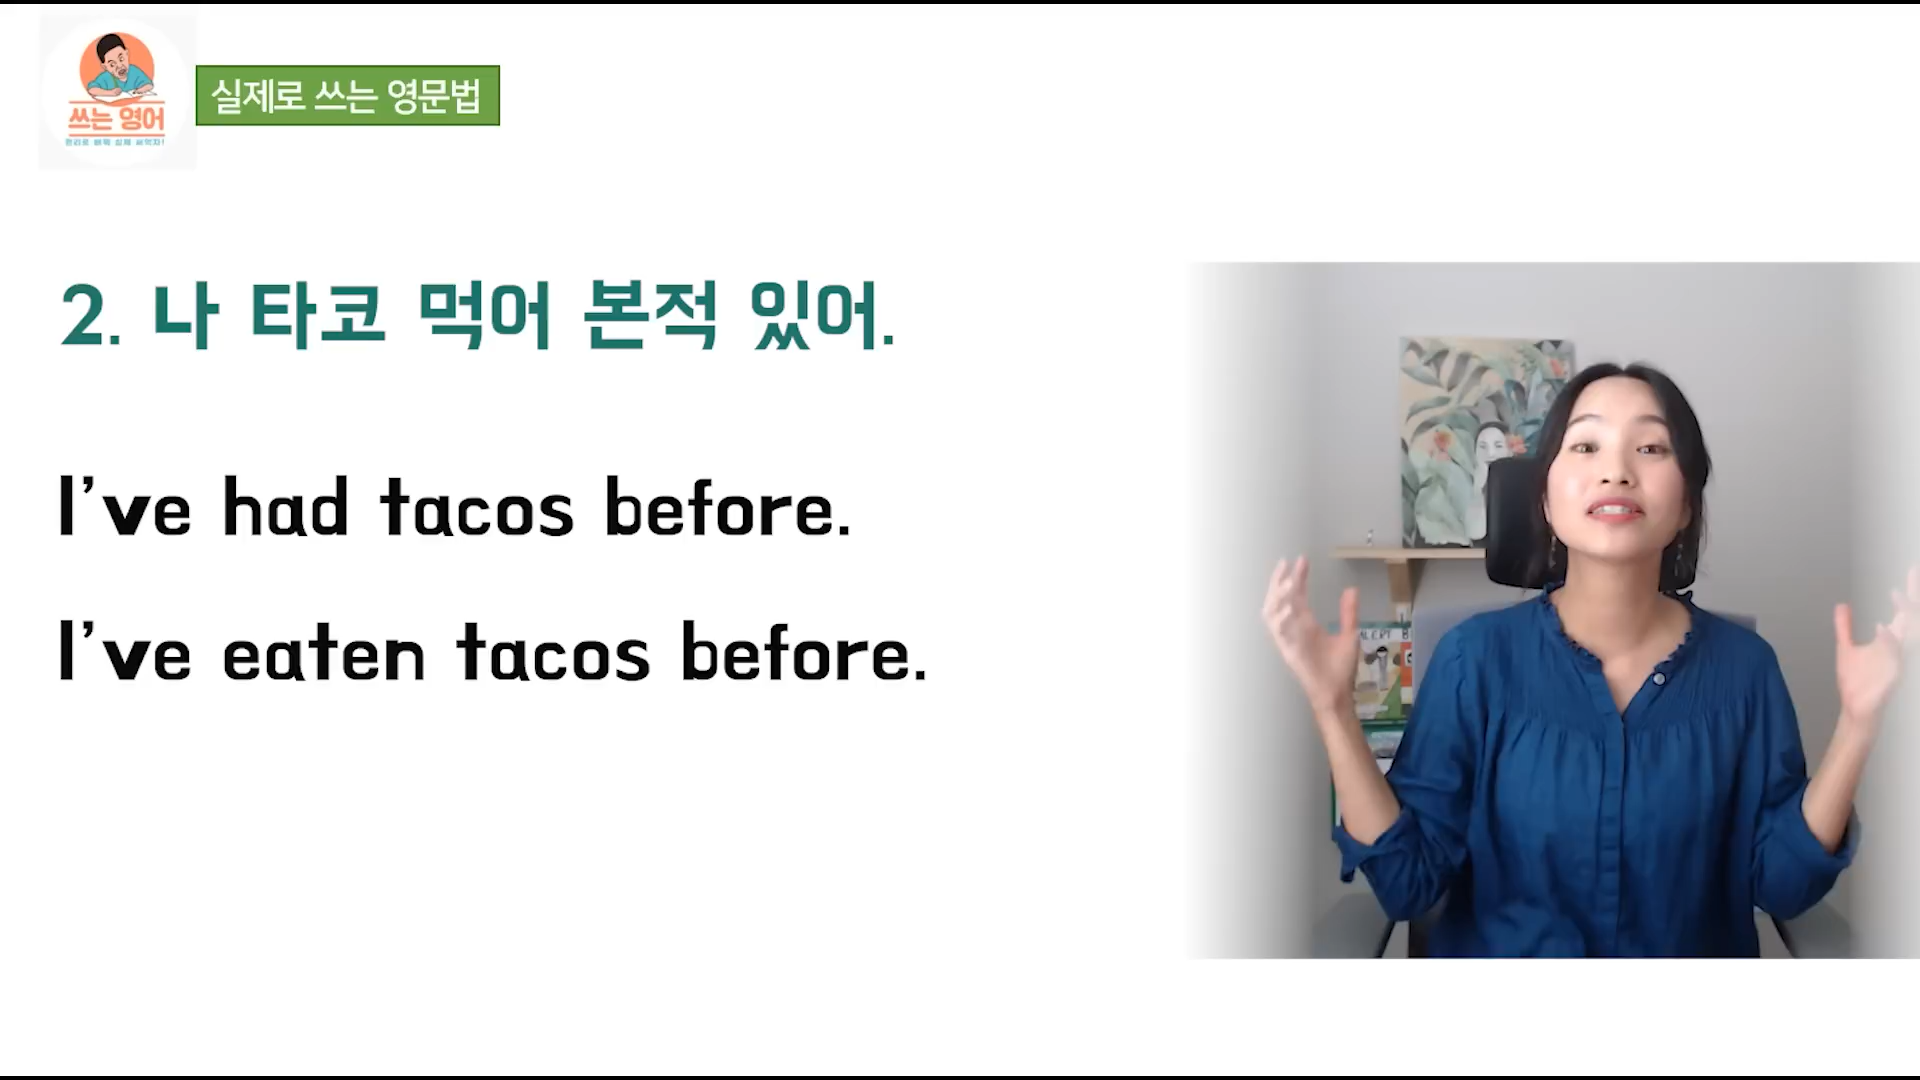 쓰는 영어
실제로 쓰는 영문법
2. 나 타코 먹어 본적 있어.
I've had tacos before.
I've eaten tacos before.